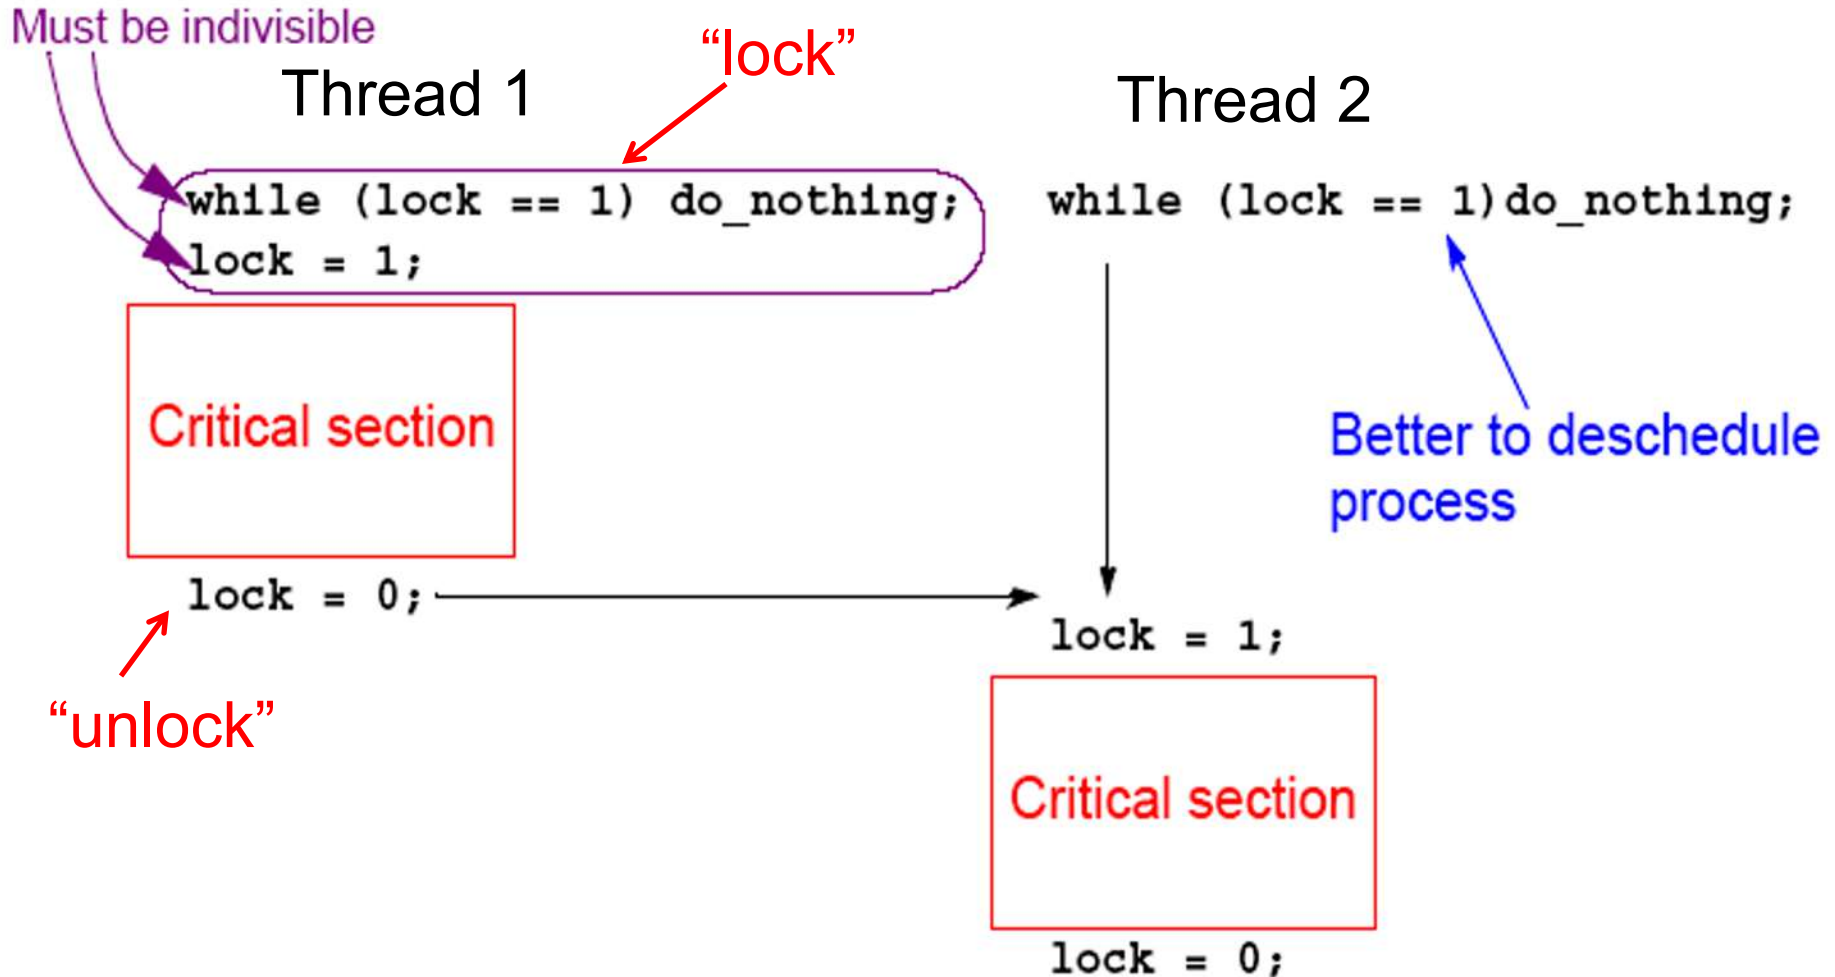 Must be indivisible
“lock”
Thread 1
Thread 2
while (lock == 1) do_nothing;
while (lock == 1)do_nothing;
lock = 1;
Critical section
Better to deschedule
process
lock = 0;
lock = 1;
“unlock”
Critical section
lock = 0;